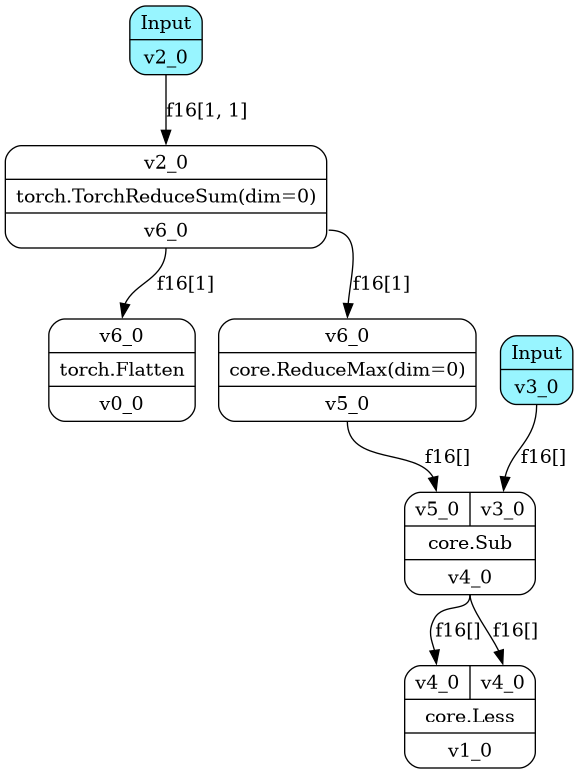 Input
v2_0
f16[1, 1]
v2_0
torch.TorchReduceSum(dim=0)
v6_0
f16[1]
f16[1]
v6_0
torch.Flatten
v0_0
v6_0
core.ReduceMax(dim=0)
v5_0
Input
v3_0
f16[]
f16[]
v5_0 v3_0
core.Sub
v4_0
f16[] f16[]
v4_0 v4_0
core.Less
v1_0